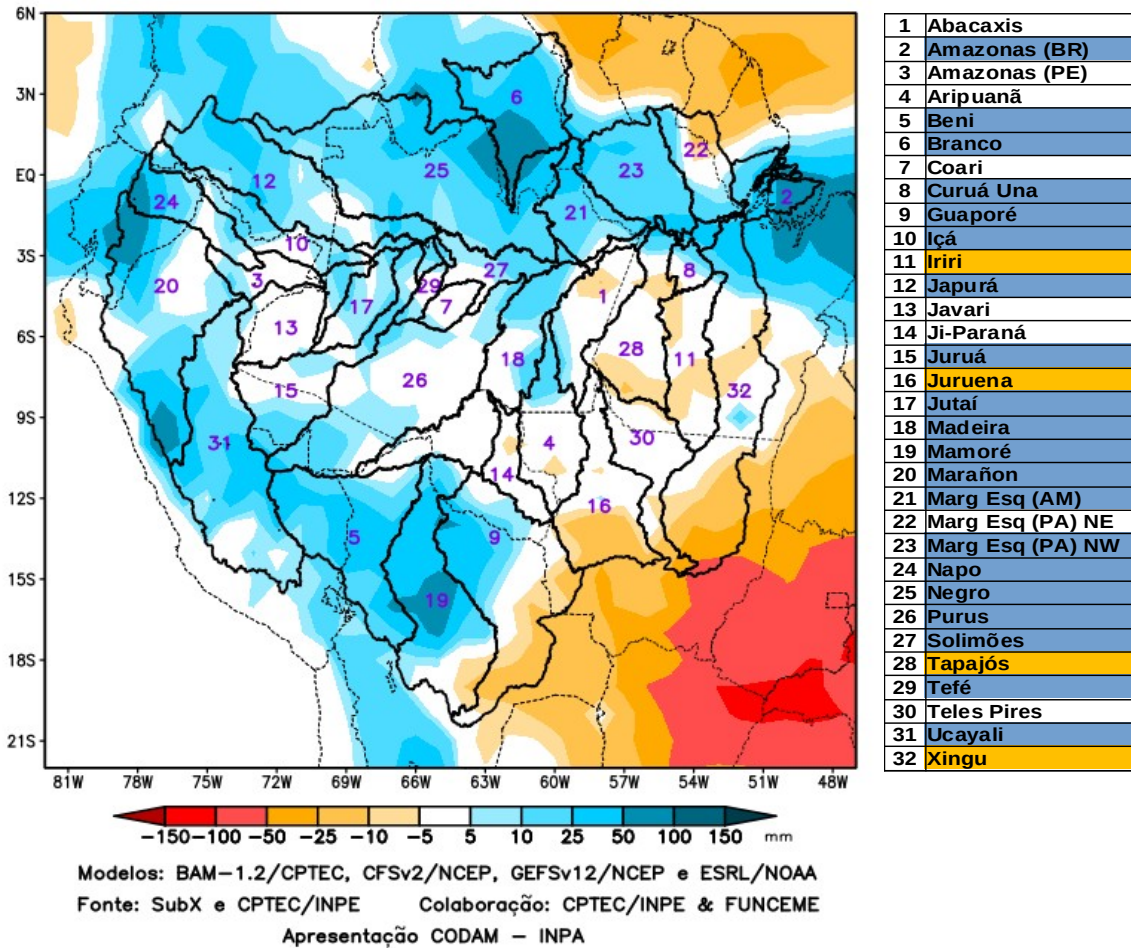 6N
3N
EQ
3S
6S
9S
12S
15S
18S
21S
81W 78W 75W 72W 69W 66W 63W 60W 57W 54W 51W 48W
6
22
25
23
12
2
24
21
10
27
8
3
20
29
1
7
17
13
28
11
18
26
15
32
31
30
4
14
16
5
9
19
−150 −100 −50 −25 −10 −5 5 10 25 50 100 150 mm
Modelos: BAM−1.2/CPTEC, CFSv2/NCEP, GEFSv12/NCEP e ESRL/NOAA
Fonte: SubX e CPTEC/INPE Colaboração: CPTEC/INPE & FUNCEME
Apresentação CODAM − INPA
1 Abacaxis
2 Amazonas (BR)
3 Amazonas (PE)
4 Aripuanã
5 Beni
6 Branco
7 Coari
8 Curuá Una
9 Guaporé
10 Içá
11 Iriri
12 Japurá
13 Javari
14 Ji-Paraná
15 Juruá
16 Juruena
17 Jutaí
18 Madeira
19 Mamoré
20 Marañon
21 Marg Esq (AM)
22 Marg Esq (PA) NE
23 Marg Esq (PA) NW
24 Napo
25 Negro
26 Purus
27 Solimões
28 Tapajós
29 Tefé
30 Teles Pires
31 Ucayali
32 Xingu